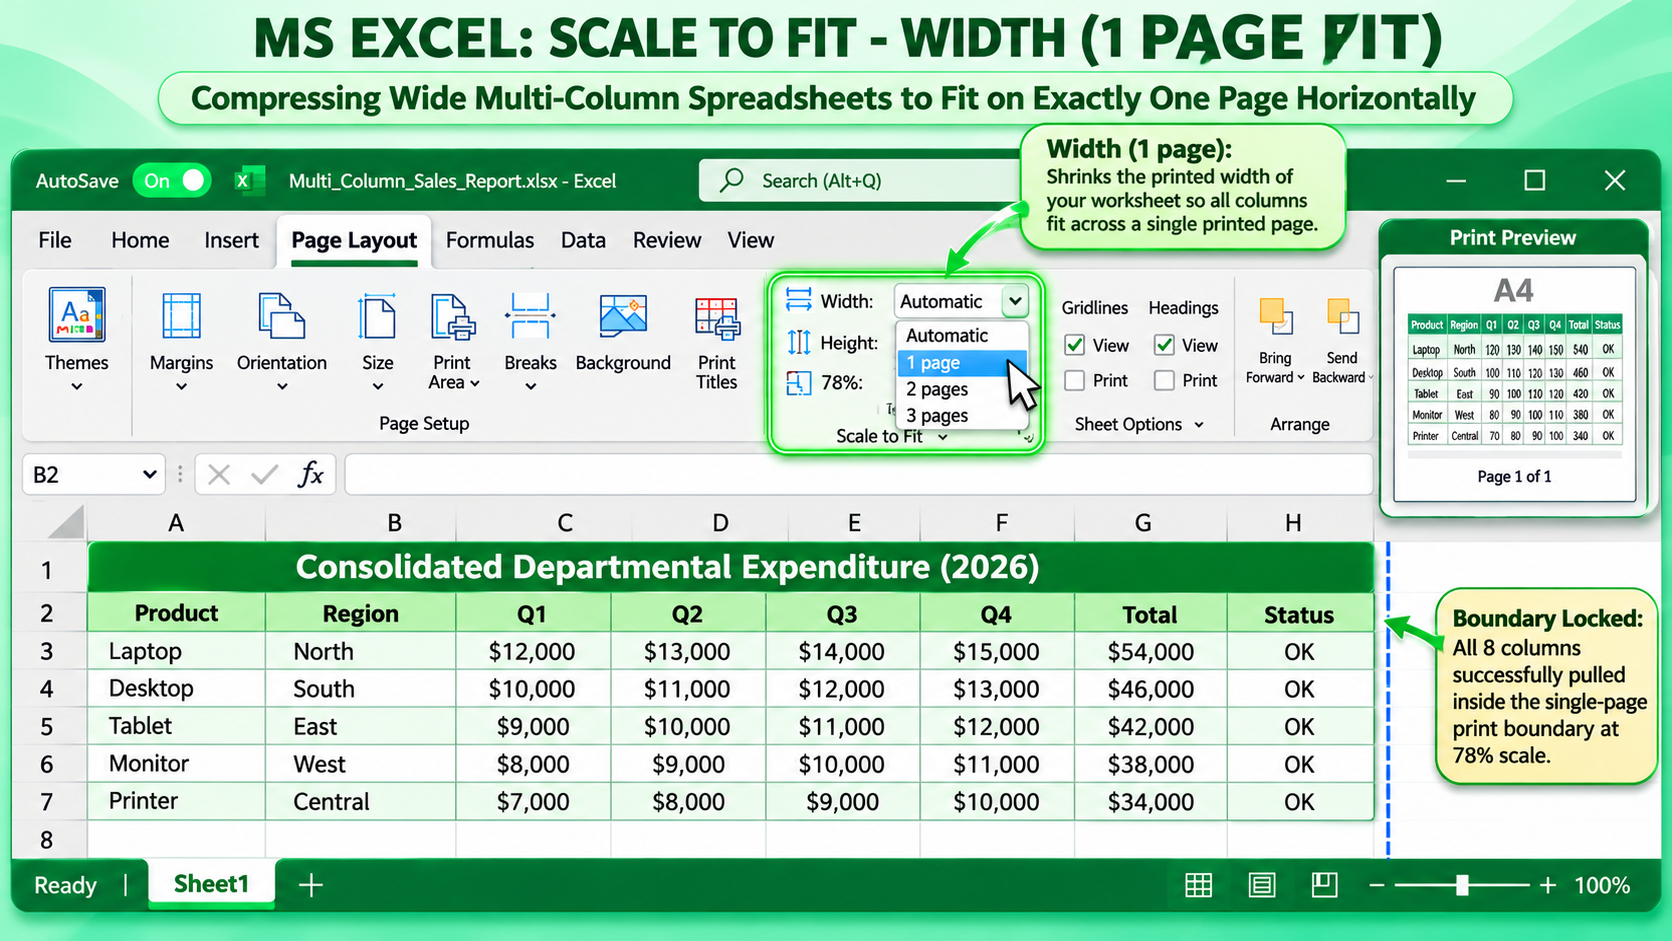 MS EXCEL: SCALE TO FIT - WIDTH (1 PAGE FIT)
Compressing Wide Multi-Column Spreadsheets to Fit on Exactly One Page Horizontally
AutoSave On Multi_Column_Sales_Report.xlsx - Excel Search (Alt+Q)
Width (1 page):
Shrinks the printed width of
your worksheet so all columns
fit across a single printed page.
File Home Insert Page Layout Formulas Data Review View
Themes
Margins
Orientation
Size
Print
Area
Breaks
Background
Print
Titles
Page Setup
Width: Automatic
Height:
78%:
Automatic
1 page
2 pages
3 pages
Scale to Fit
Gridlines Headings
View View
Print Print
Sheet Options
Bring
Forward
Send
Backward
Arrange
Print Preview
A4
Product Region Q1 Q2 Q3 Q4 Total Status
Laptop North 120 130 140 150 540 OK
Desktop South 100 110 120 130 460 OK
Tablet East 90 100 120 120 420 OK
Monitor West 80 90 100 110 380 OK
Printer Central 70 80 90 100 340 OK
Page 1 of 1
B2 fx
A B C D E F G H
1 Consolidated Departmental Expenditure (2026)
2 Product Region Q1 Q2 Q3 Q4 Total Status
3 Laptop North $12,000 $13,000 $14,000 $15,000 $54,000 OK
4 Desktop South $10,000 $11,000 $12,000 $13,000 $46,000 OK
5 Tablet East $9,000 $10,000 $11,000 $12,000 $42,000 OK
6 Monitor West $8,000 $9,000 $10,000 $11,000 $38,000 OK
7 Printer Central $7,000 $8,000 $9,000 $10,000 $34,000 OK
8
Boundary Locked:
All 8 columns
successfully pulled
inside the single-page
print boundary at
78% scale.
Ready Sheet1 100%